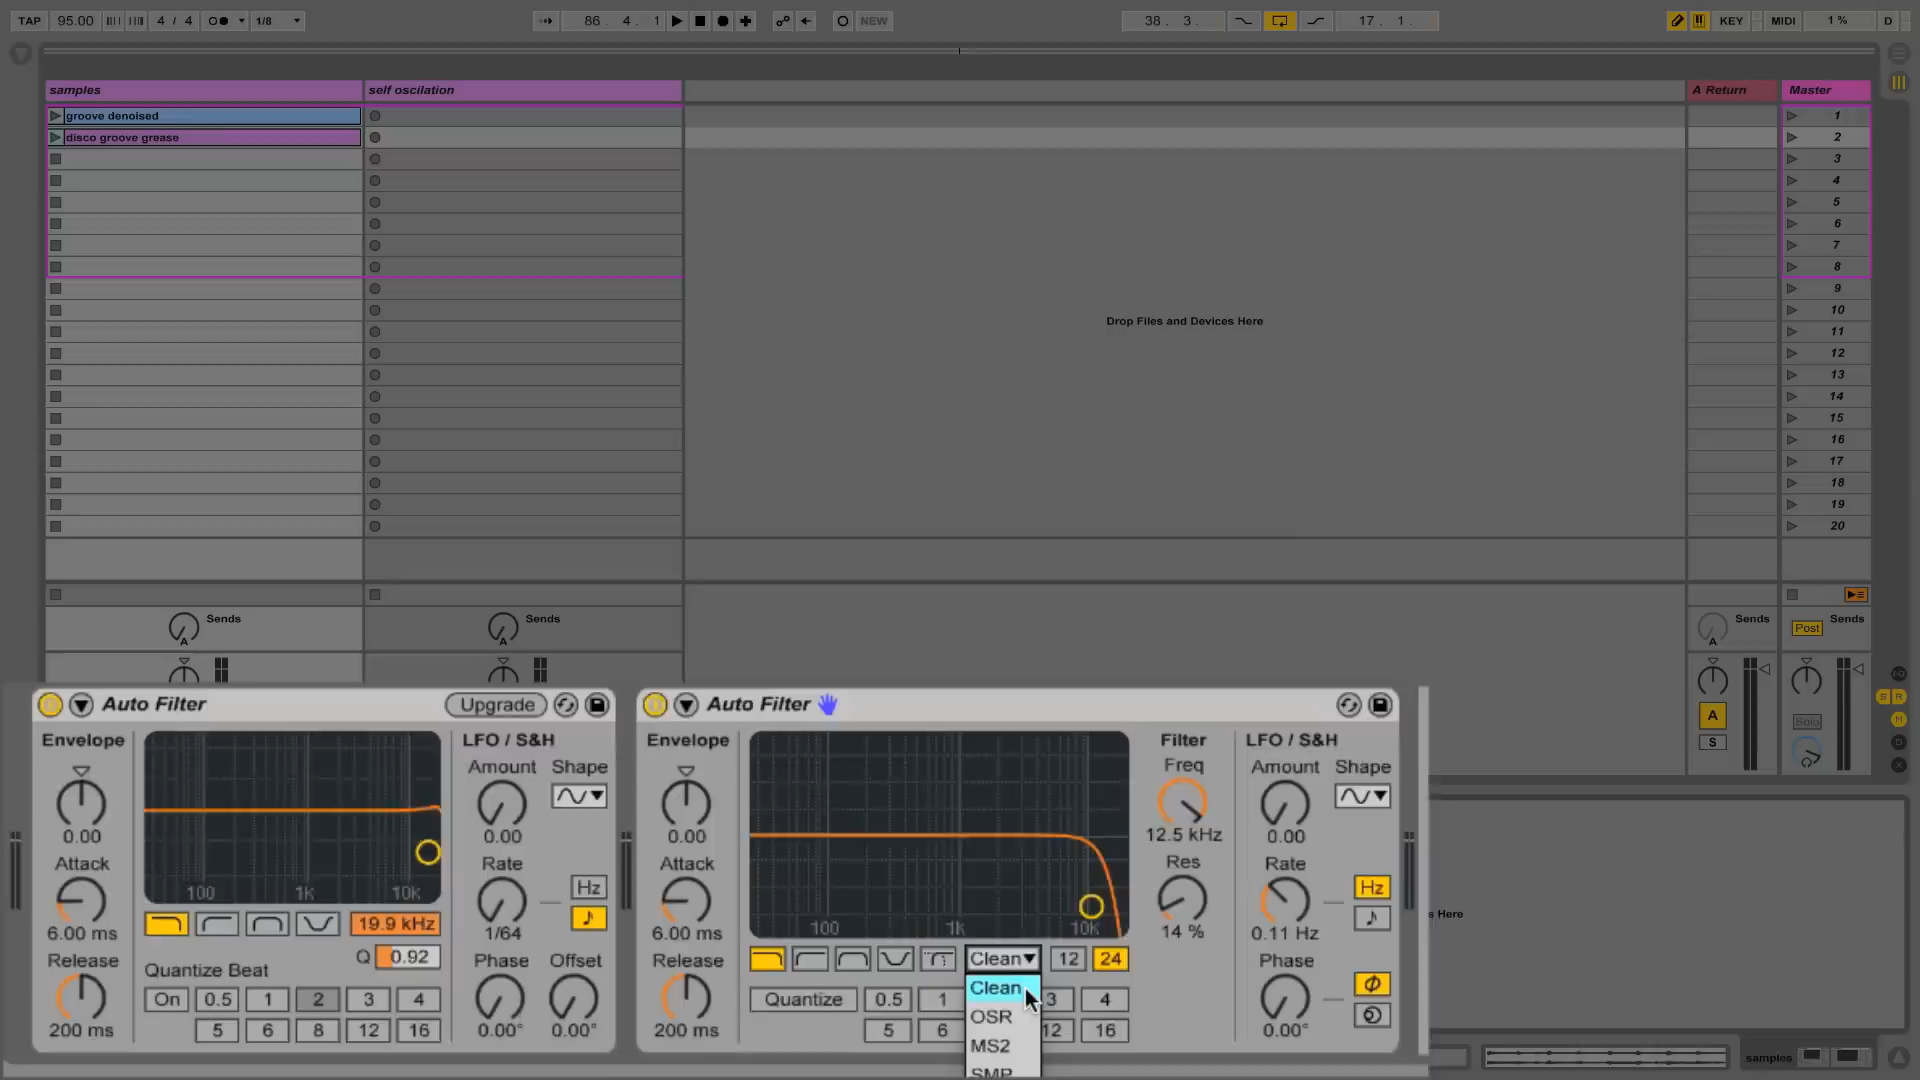 TAP 95.00 4 / 4 1/8 86. 4. 1 NEW 38. 3. 17. 1. KEY MIDI 1 % D
samples self oscilation A Return Master
groove denoised 1
disco groove grease 2
3
4
5
6
7
8
9
10
Drop Files and Devices Here
11
12
13
14
15
16
17
18
19
20
Sends Sends Sends Sends
A A A Post
A Solo
S
S R
M
D
X
Auto Filter Upgrade
Envelope LFO / S&H
Amount Shape
0.00 0.00
Attack Rate
100 1k 10k Hz
6.00 ms 19.9 kHz 1/64
Q 0.92
Release Quantize Beat Phase Offset
On 0.5 1 2 3 4
200 ms 5 6 8 12 16 0.00° 0.00°
Auto Filter
Envelope Filter LFO / S&H
Freq Amount Shape
0.00 12.5 kHz 0.00
Attack Res Rate
100 1k 10k Hz
6.00 ms 14 % 0.11 Hz
Release Clean 12 24 Phase
Clean
Quantize 0.5 1 3 4
OSR
200 ms 5 6 12 16 0.00°
MS2
SMP
s Here
samples